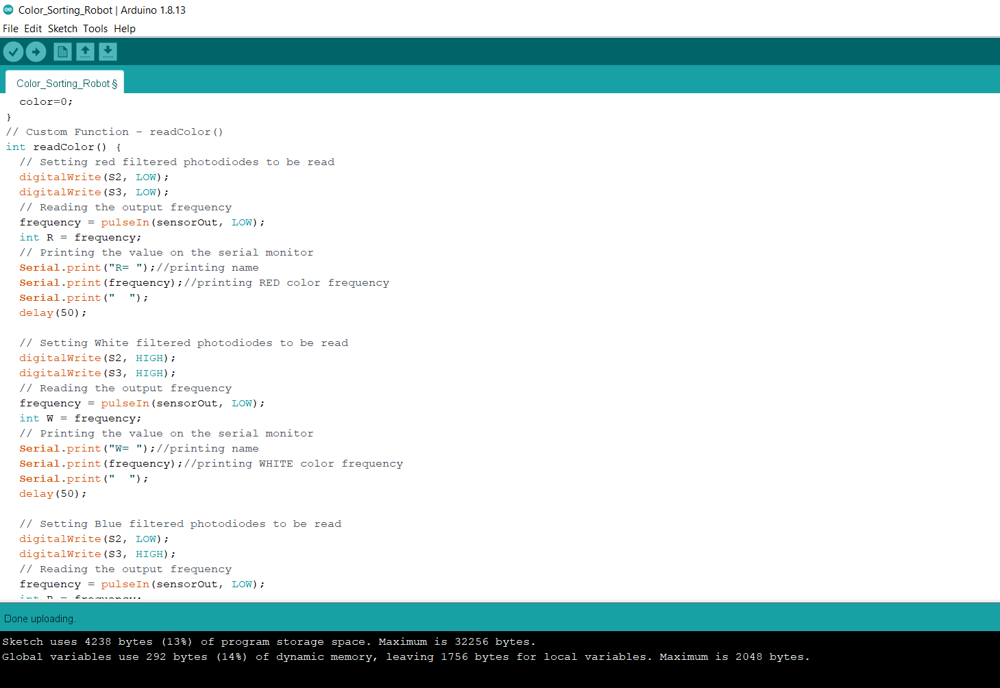 Color_Sorting_Robot | Arduino 1.8.13
File Edit Sketch Tools Help
Color_Sorting_Robot §
  color=0;
}
// Custom Function - readColor()
int readColor() {
  // Setting red filtered photodiodes to be read
  digitalWrite(S2, LOW);
  digitalWrite(S3, LOW);
  // Reading the output frequency
  frequency = pulseIn(sensorOut, LOW);
  int R = frequency;
  // Printing the value on the serial monitor
  Serial.print("R= ");//printing name
  Serial.print(frequency);//printing RED color frequency
  Serial.print("  ");
  delay(50);

  // Setting White filtered photodiodes to be read
  digitalWrite(S2, HIGH);
  digitalWrite(S3, HIGH);
  // Reading the output frequency
  frequency = pulseIn(sensorOut, LOW);
  int W = frequency;
  // Printing the value on the serial monitor
  Serial.print("W= ");//printing name
  Serial.print(frequency);//printing WHITE color frequency
  Serial.print("  ");
  delay(50);

  // Setting Blue filtered photodiodes to be read
  digitalWrite(S2, LOW);
  digitalWrite(S3, HIGH);
  // Reading the output frequency
  frequency = pulseIn(sensorOut, LOW);
  int B = frequency;
Done uploading.
Sketch uses 4238 bytes (13%) of program storage space. Maximum is 32256 bytes.
Global variables use 292 bytes (14%) of dynamic memory, leaving 1756 bytes for local variables. Maximum is 2048 bytes.